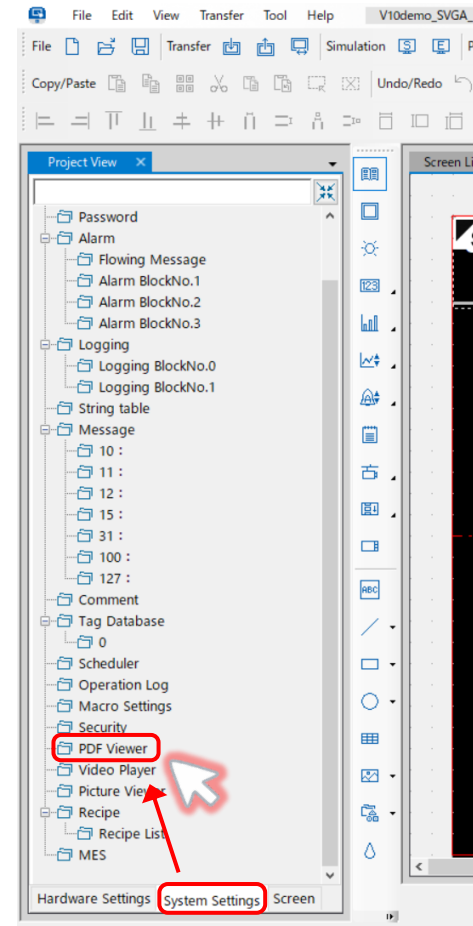 File Edit View Transfer Tool Help V10demo_SVGA_
File Transfer Simulation S E P
Copy/Paste Undo/Redo
Project View Screen Li
Password
Alarm
Flowing Message
Alarm BlockNo.1
Alarm BlockNo.2
Alarm BlockNo.3
Logging
Logging BlockNo.0
Logging BlockNo.1
String table
Message
10 :
11 :
12 :
15 :
31 :
100 :
127 :
Comment
Tag Database
0
Scheduler
Operation Log
Macro Settings
Security
PDF Viewer
Video Player
Picture Viewer
Recipe
Recipe List
MES
Hardware Settings System Settings Screen
123
ABC